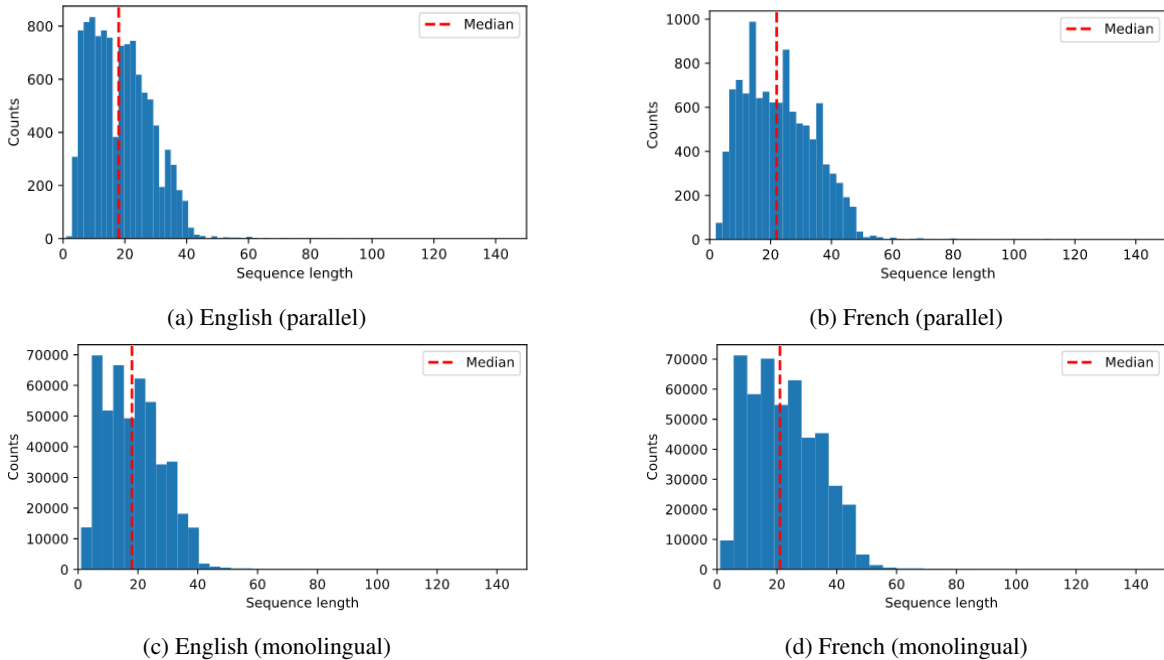 800
600
400
200
0
Counts
0 20 40 60 80 100 120 140
Sequence length
Median
(a) English (parallel)
1000
800
600
400
200
0
Counts
0 20 40 60 80 100 120 140
Sequence length
Median
(b) French (parallel)
70000
60000
50000
40000
30000
20000
10000
0
Counts
0 20 40 60 80 100 120 140
Sequence length
Median
(c) English (monolingual)
70000
60000
50000
40000
30000
20000
10000
0
Counts
0 20 40 60 80 100 120 140
Sequence length
Median
(d) French (monolingual)